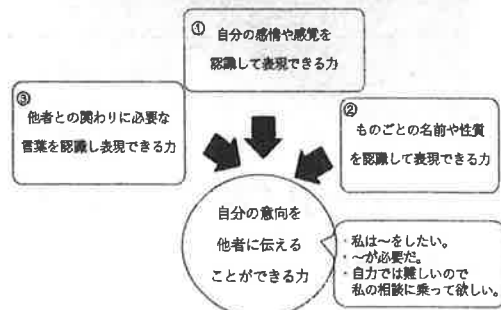 ①
自分の感情や感覚を
認識して表現できる力
③
他者との関わりに必要な
言葉を認識し表現できる力
②
ものごとの名前や性質
を認識して表現できる力
自分の意向を
他者に伝える
ことができる力
・私は～をしたい。
・～が必要だ。
・自力では難しいので
私の相談に乗って欲しい。